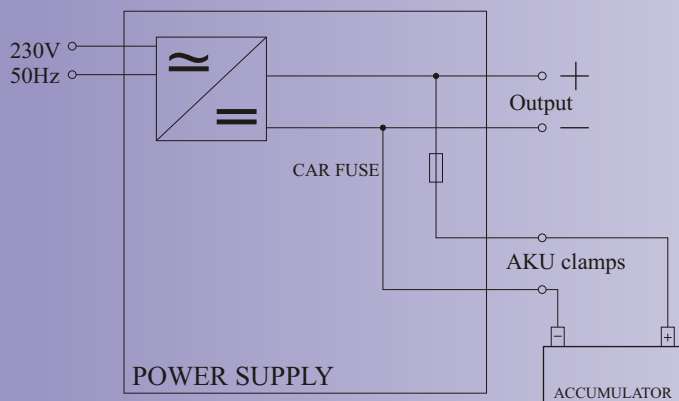 230V
50Hz
+
Output
−
CAR FUSE
AKU clamps
− +
POWER SUPPLY
ACCUMULATOR